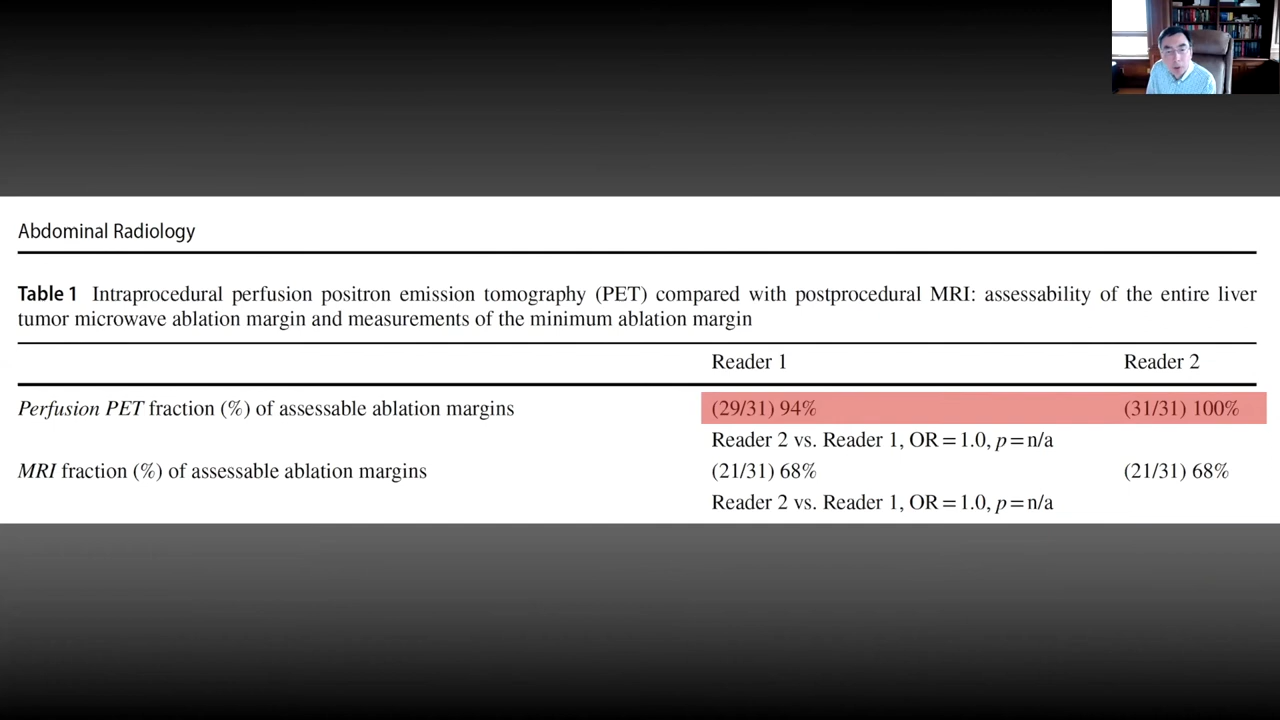 Abdominal Radiology
Table 1 Intraprocedural perfusion positron emission tomography (PET) compared with postprocedural MRI: assessability of the entire liver
tumor microwave ablation margin and measurements of the minimum ablation margin
Reader 1 Reader 2
Perfusion PET fraction (%) of assessable ablation margins (29/31) 94% (31/31) 100%
Reader 2 vs. Reader 1, OR = 1.0, p = n/a
MRI fraction (%) of assessable ablation margins (21/31) 68% (21/31) 68%
Reader 2 vs. Reader 1, OR = 1.0, p = n/a